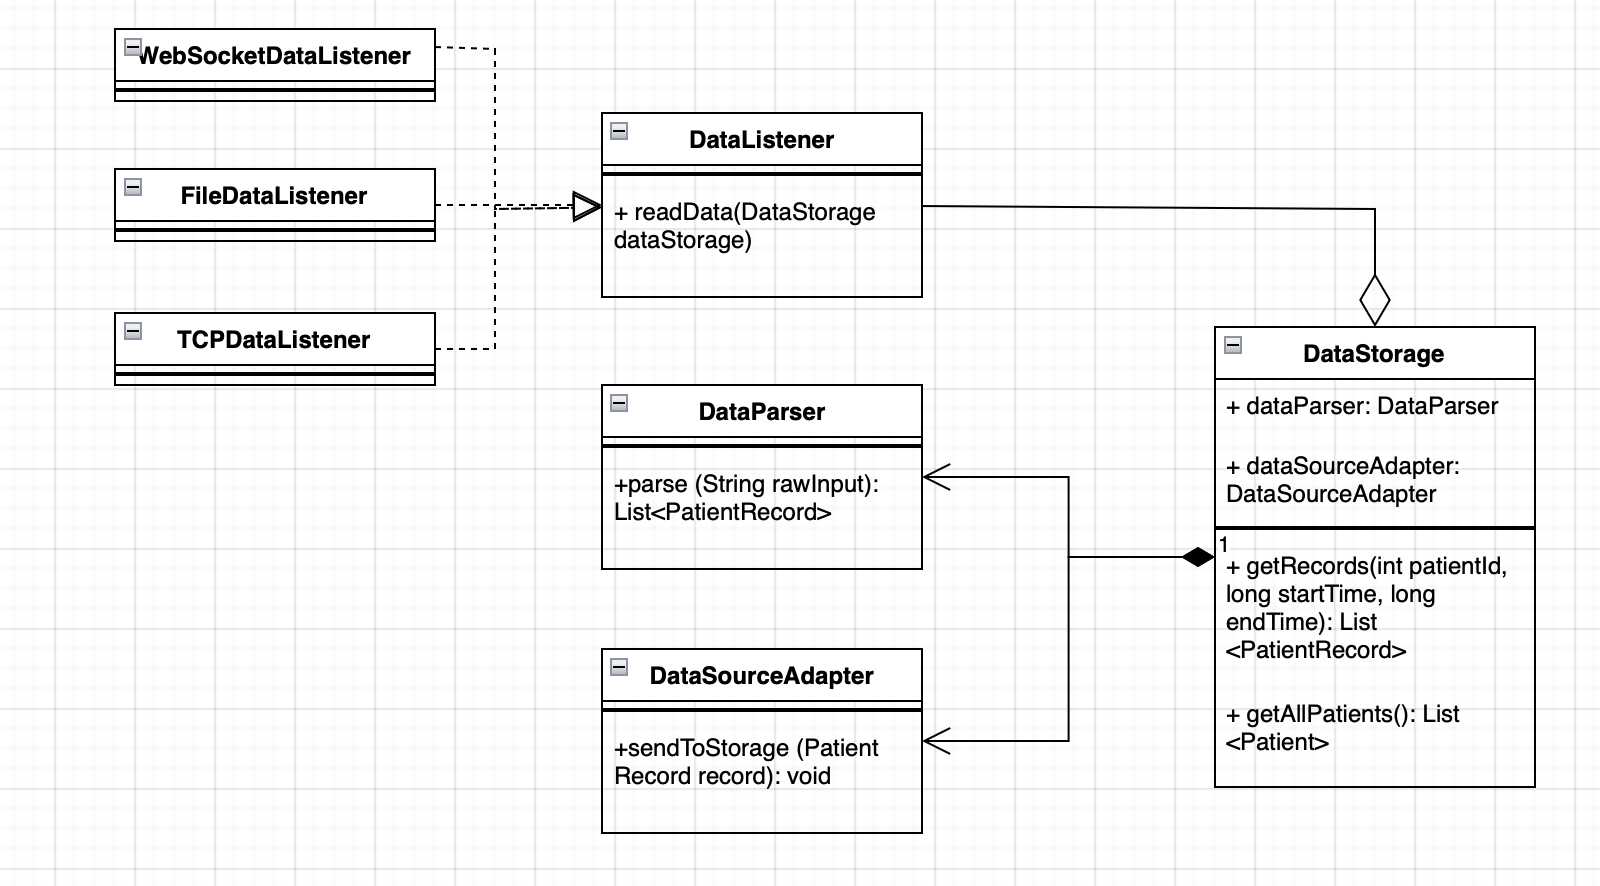 WebSocketDataListener
FileDataListener
TCPDataListener
DataListener
+ readData(DataStorage
dataStorage)
DataParser
+parse (String rawInput):
List<PatientRecord>
DataSourceAdapter
+sendToStorage (Patient
Record record): void
DataStorage
+ dataParser: DataParser
+ dataSourceAdapter:
DataSourceAdapter
1
+ getRecords(int patientId,
long startTime, long
endTime): List
<PatientRecord>
+ getAllPatients(): List
<Patient>